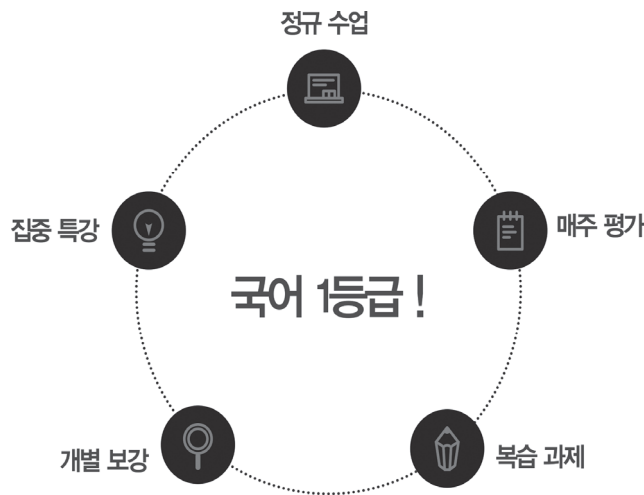 정규 수업
집중 특강
매주 평가
국어 1등급 !
개별 보강
복습 과제